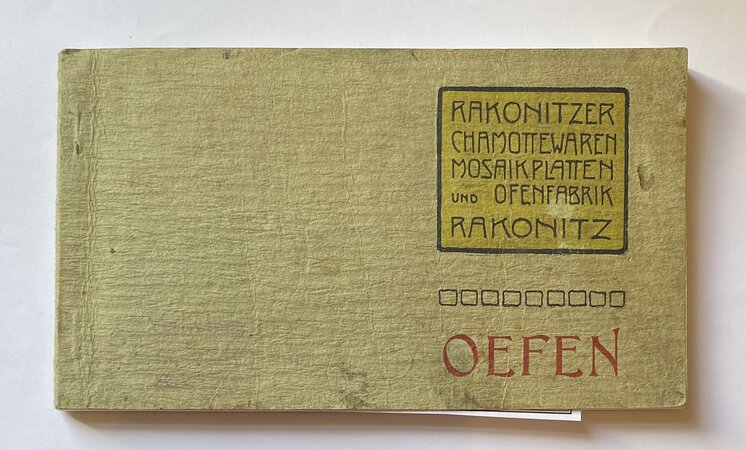 RAKONITZER
CHAMOTTEWAREN
MOSAIKPLATTEN
UND OFENFABRIK
RAKONITZ
OEFEN